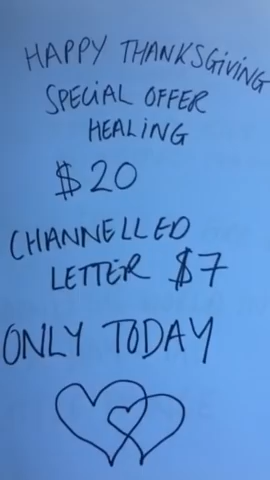 HAPPY THANKSGIVING
SPECIAL OFFER
HEALING
$20
CHANNELLED
LETTER $7
ONLY TODAY